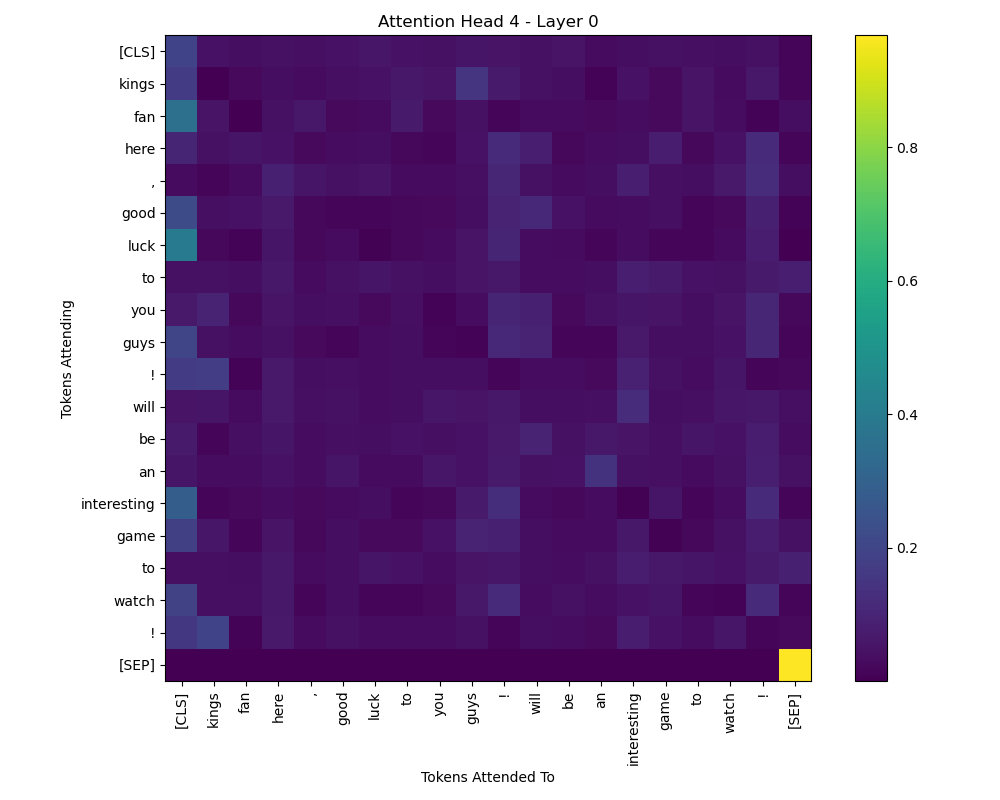 Attention Head 4 - Layer 0
[CLS]
kings
fan
here
,
good
luck
to
you
guys
!
will
be
an
interesting
game
to
watch
!
[SEP]
Tokens Attending
[CLS]
kings
fan
here
,
good
luck
to
you
guys
!
will
be
an
interesting
game
to
watch
!
[SEP]
Tokens Attended To
0.8
0.6
0.4
0.2